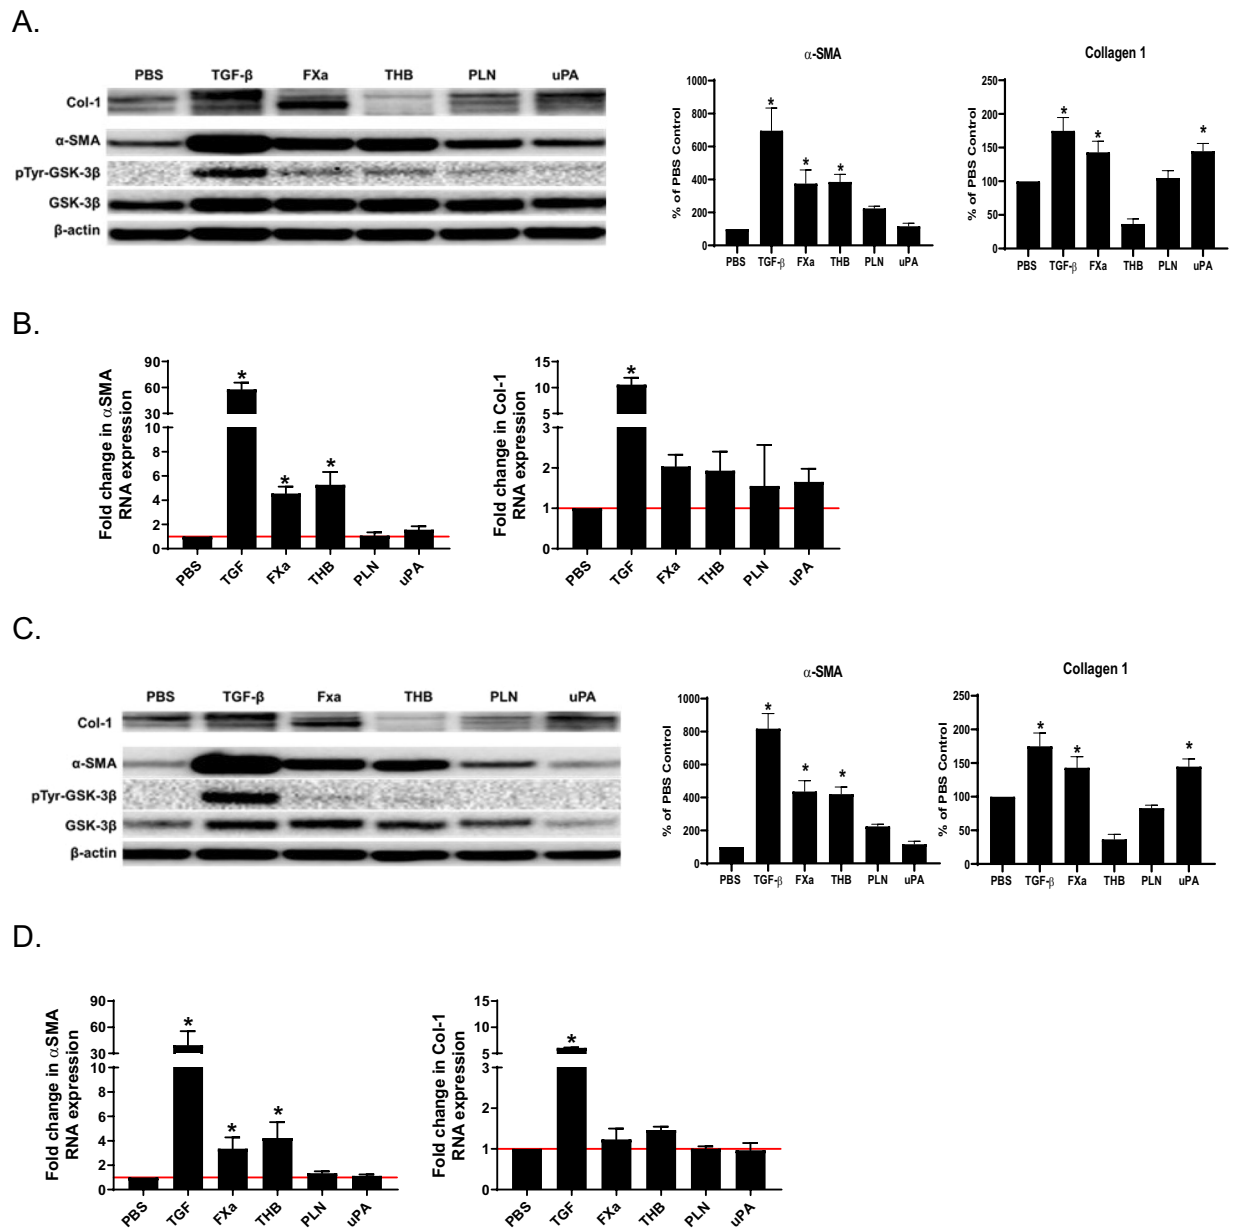 A.
PBS TGF-β FXa THB PLN uPA
Col-1
α-SMA
pTyr-GSK-3β
GSK-3β
β-actin
α-SMA
% of PBS Control
1000
800
600
400
200
0
* * *
PBS TGF-β FXa THB PLN uPA
Collagen 1
% of PBS Control
250
200
150
100
50
0
* * *
PBS TGF-β FXa THB PLN uPA
B.
Fold change in αSMA
RNA expression
90
60
30
10
8
6
4
2
0
* * *
PBS TGF FXa THB PLN uPA
Fold change in Col-1
RNA expression
15
10
5
3
2
1
0
*
PBS TGF FXa THB PLN uPA
C.
PBS TGF-β Fxa THB PLN uPA
Col-1
α-SMA
pTyr-GSK-3β
GSK-3β
β-actin
α-SMA
% of PBS Control
1000
800
600
400
200
0
* * *
PBS TGF-β FXa THB PLN uPA
Collagen 1
% of PBS Control
250
200
150
100
50
0
* * *
PBS TGF-β FXa THB PLN uPA
D.
Fold change in αSMA
RNA expression
90
60
30
10
8
6
4
2
0
* * *
PBS TGF FXa THB PLN uPA
Fold change in Col-1
RNA expression
15
10
5
3
2
1
0
*
PBS TGF FXa THB PLN uPA